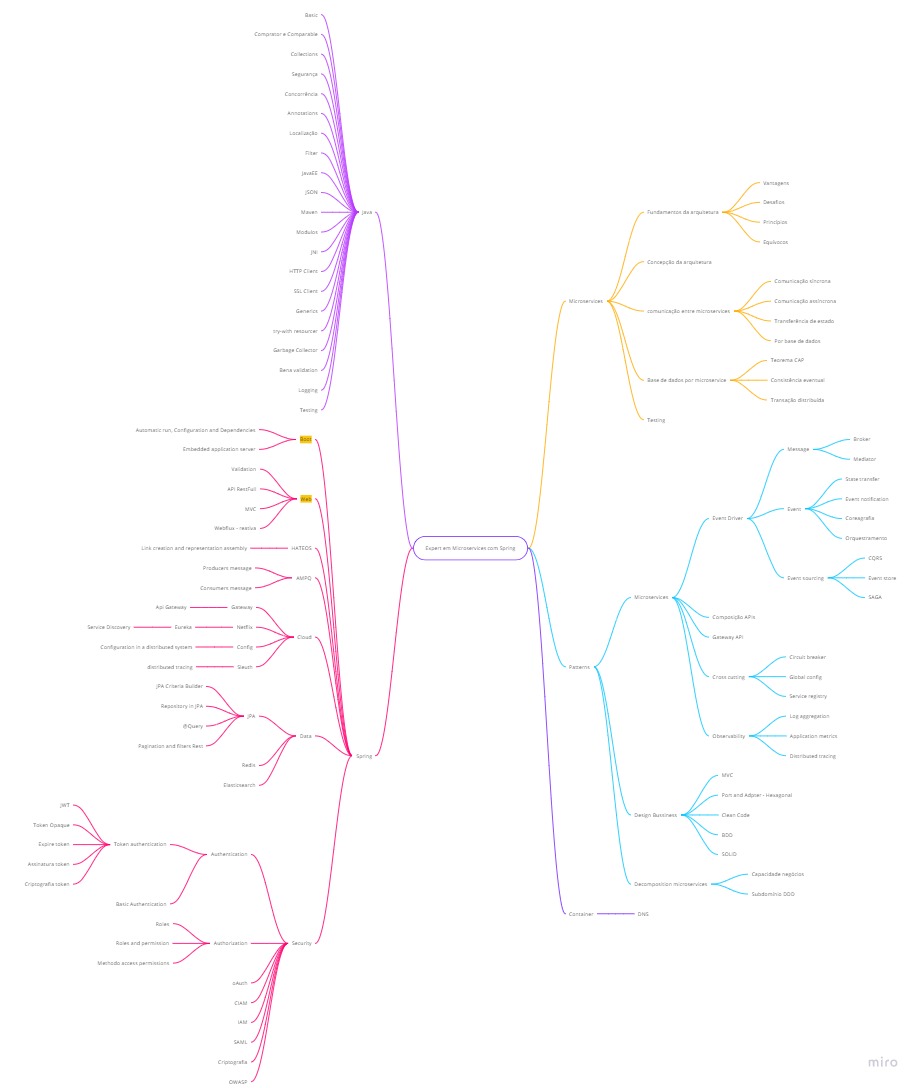 Expert em Microservices com Spring
Java
Basic
Comprator e Comparable
Collections
Segurança
Concorrência
Annotations
Localização
Filter
JavaEE
JSON
Maven
Modulos
JNI
HTTP Client
SSL Client
Generics
try-with resourcer
Garbage Collector
Bena validation
Logging
Testing
Spring
Boot
Automatic run, Configuration and Dependencies
Embedded application server
Web
Validation
API RestFull
MVC
Webflux - reativa
HATEOS
Link creation and representation assembly
AMPQ
Producers message
Consumers message
Cloud
Gateway
Api Gateway
Netflix
Eureka
Service Discovery
Config
Configuration in a distributed system
Sleuth
distributed tracing
Data
JPA
JPA Criteria Builder
Repository in JPA
@Query
Pagination and filters Rest
Redis
Elasticsearch
Security
Authentication
Token authentication
JWT
Token Opaque
Expire token
Assinatura token
Criptografia token
Basic Authentication
Authorization
Roles
Roles and permission
Methodo access permissions
oAuth
CIAM
IAM
SAML
Criptografia
OWASP
Microservices
Fundamentos da arquitetura
Vantagens
Desafios
Princípios
Equívocos
Concepção da arquitetura
comunicação entre microservices
Comunicação síncrona
Comunicação assíncrona
Transferência de estado
Por base de dados
Base de dados por microservice
Teorema CAP
Consistência eventual
Transação distribuída
Testing
Patterns
Microservices
Event Driver
Message
Broker
Mediator
Event
State transfer
Event notification
Coreografia
Orquestramento
Event sourcing
CQRS
Event store
SAGA
Composição APIs
Gateway API
Cross cutting
Circuit breaker
Global config
Service registry
Observability
Log aggregation
Application metrics
Distributed tracing
Design Bussiness
MVC
Port and Adpter - Hexagonal
Clean Code
BDD
SOLID
Decomposition microservices
Capacidade negócios
Subdomínio DDD
Container
DNS
miro